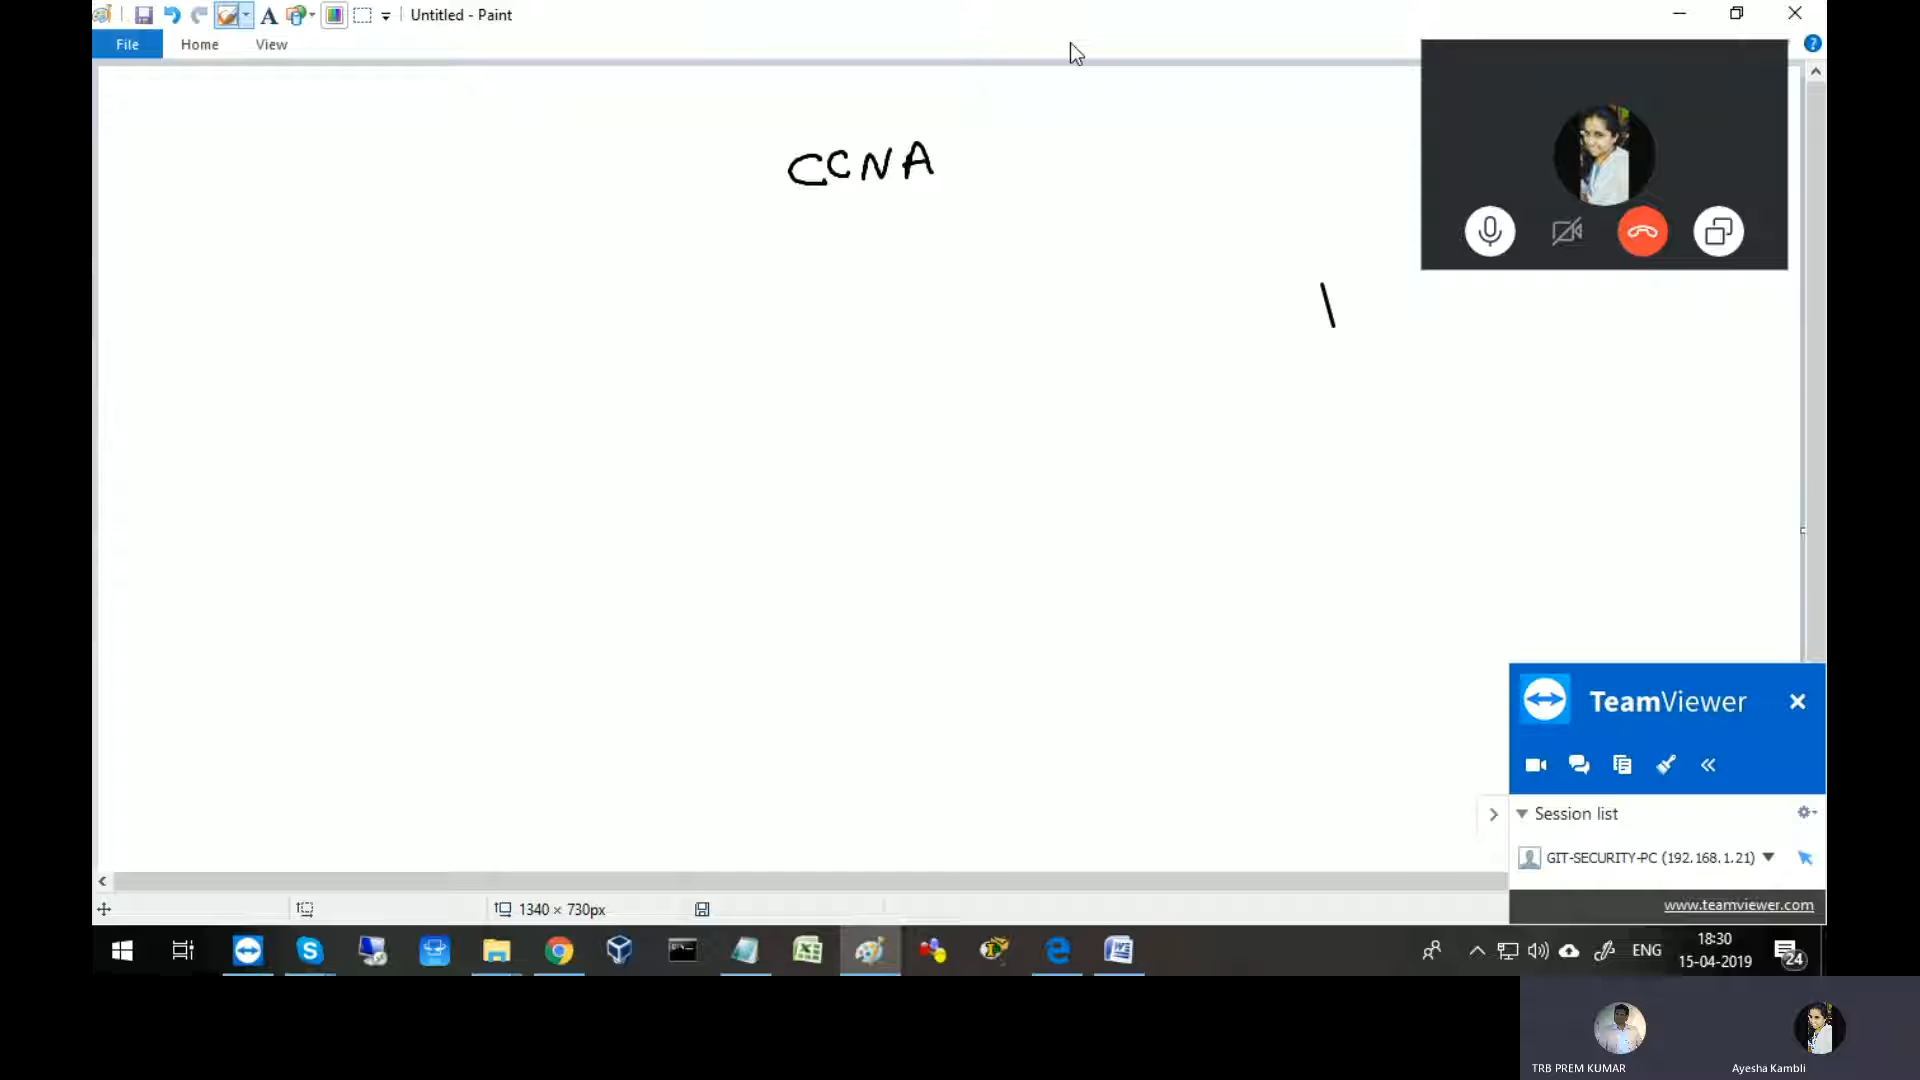 Untitled - Paint
File Home View
CCNA
TeamViewer
Session list
GIT-SECURITY-PC (192.168.1.21)
www.teamviewer.com
1340 × 730px
ENG
18:30
15-04-2019
24
TRB PREM KUMAR
Ayesha Kambli